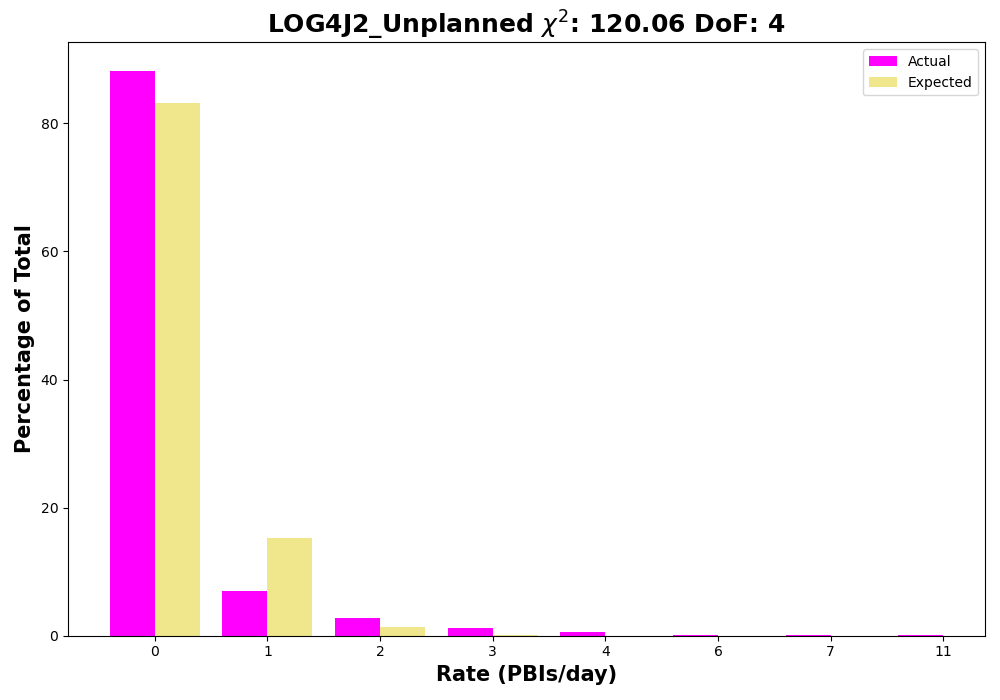 LOG4J2_Unplanned χ²: 120.06 DoF: 4
Actual
Expected
Percentage of Total
80
60
40
20
0
0 1 2 3 4 6 7 11
Rate (PBIs/day)